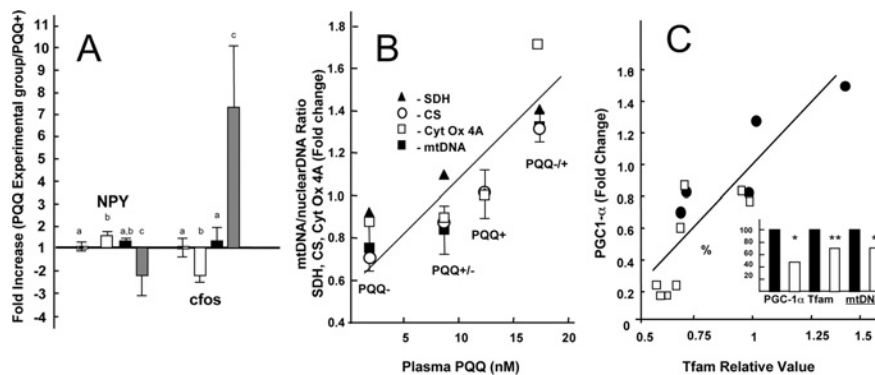 A
Fold Increase (PQQ Experimental group/PQQ+)
11
10
9
8
7
6
5
4
3
2
1
-2
-3
-4
a
b
a,b
c
NPY
a
b
a
c
cfos
B
mtDNA/nuclearDNA Ratio
SDH, CS, Cyt Ox 4A (Fold change)
1.8
1.6
1.4
1.2
1.0
0.8
0.6
0.4
- SDH
- CS
- Cyt Ox 4A
- mtDNA
PQQ-
PQQ+/-
PQQ+
PQQ-/+
5
10
15
20
Plasma PQQ (nM)
C
PGC1-α (Fold Change)
1.8
1.6
1.4
1.2
1.0
0.8
0.6
0.4
0.2
0
0.5
0.75
1
1.25
1.5
Tfam Relative Value
%
100
80
60
40
20
*
**
*
PGC-1α Tfam mtDN